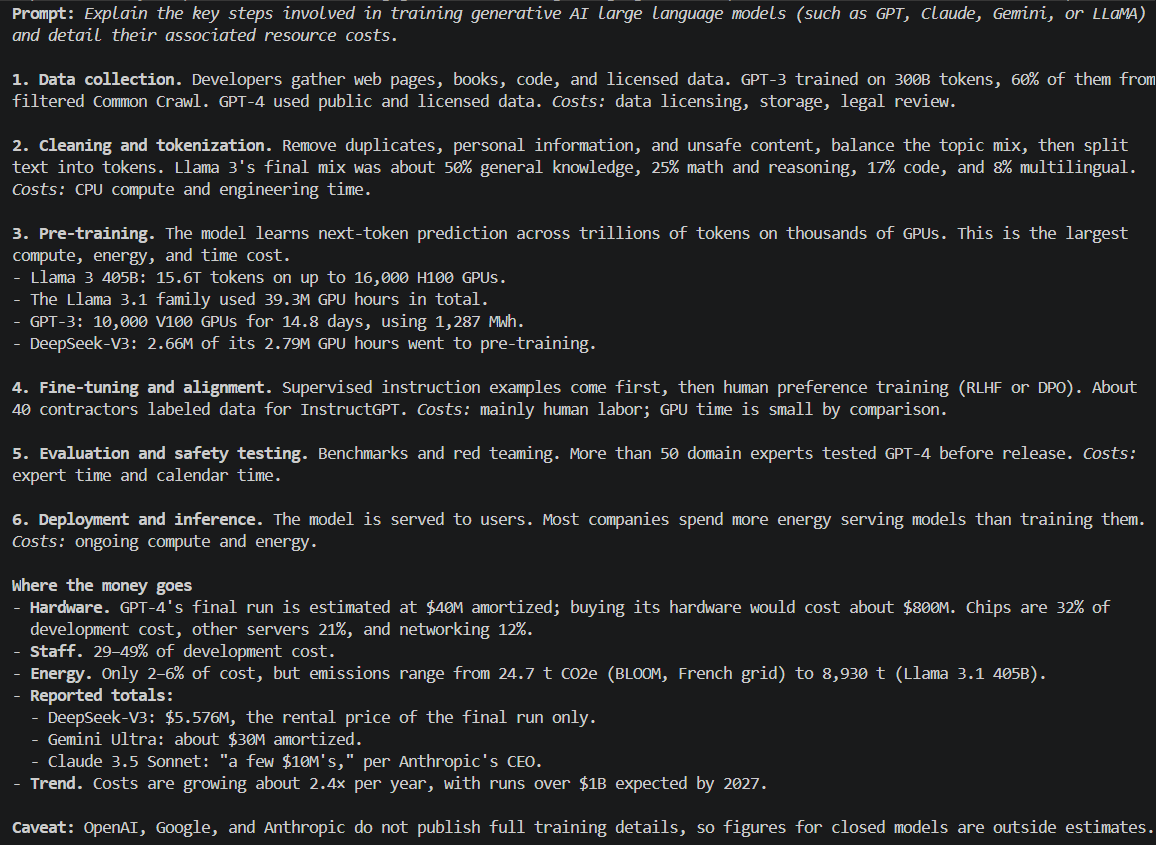 Prompt: Explain the key steps involved in training generative AI large language models (such as GPT, Claude, Gemini, or LLaMA)
and detail their associated resource costs.
1. Data collection. Developers gather web pages, books, code, and licensed data. GPT-3 trained on 300B tokens, 60% of them from
filtered Common Crawl. GPT-4 used public and licensed data. Costs: data licensing, storage, legal review.
2. Cleaning and tokenization. Remove duplicates, personal information, and unsafe content, balance the topic mix, then split
text into tokens. Llama 3's final mix was about 50% general knowledge, 25% math and reasoning, 17% code, and 8% multilingual.
Costs: CPU compute and engineering time.
3. Pre-training. The model learns next-token prediction across trillions of tokens on thousands of GPUs. This is the largest
compute, energy, and time cost.
- Llama 3 405B: 15.6T tokens on up to 16,000 H100 GPUs.
- The Llama 3.1 family used 39.3M GPU hours in total.
- GPT-3: 10,000 V100 GPUs for 14.8 days, using 1,287 MWh.
- DeepSeek-V3: 2.66M of its 2.79M GPU hours went to pre-training.
4. Fine-tuning and alignment. Supervised instruction examples come first, then human preference training (RLHF or DPO). About
40 contractors labeled data for InstructGPT. Costs: mainly human labor; GPU time is small by comparison.
5. Evaluation and safety testing. Benchmarks and red teaming. More than 50 domain experts tested GPT-4 before release. Costs:
expert time and calendar time.
6. Deployment and inference. The model is served to users. Most companies spend more energy serving models than training them.
Costs: ongoing compute and energy.
Where the money goes
- Hardware. GPT-4's final run is estimated at $40M amortized; buying its hardware would cost about $800M. Chips are 32% of
development cost, other servers 21%, and networking 12%.
- Staff. 29–49% of development cost.
- Energy. Only 2–6% of cost, but emissions range from 24.7 t CO2e (BLOOM, French grid) to 8,930 t (Llama 3.1 405B).
- Reported totals:
- DeepSeek-V3: $5.576M, the rental price of the final run only.
- Gemini Ultra: about $30M amortized.
- Claude 3.5 Sonnet: "a few $10M's," per Anthropic's CEO.
- Trend. Costs are growing about 2.4× per year, with runs over $1B expected by 2027.
Caveat: OpenAI, Google, and Anthropic do not publish full training details, so figures for closed models are outside estimates.